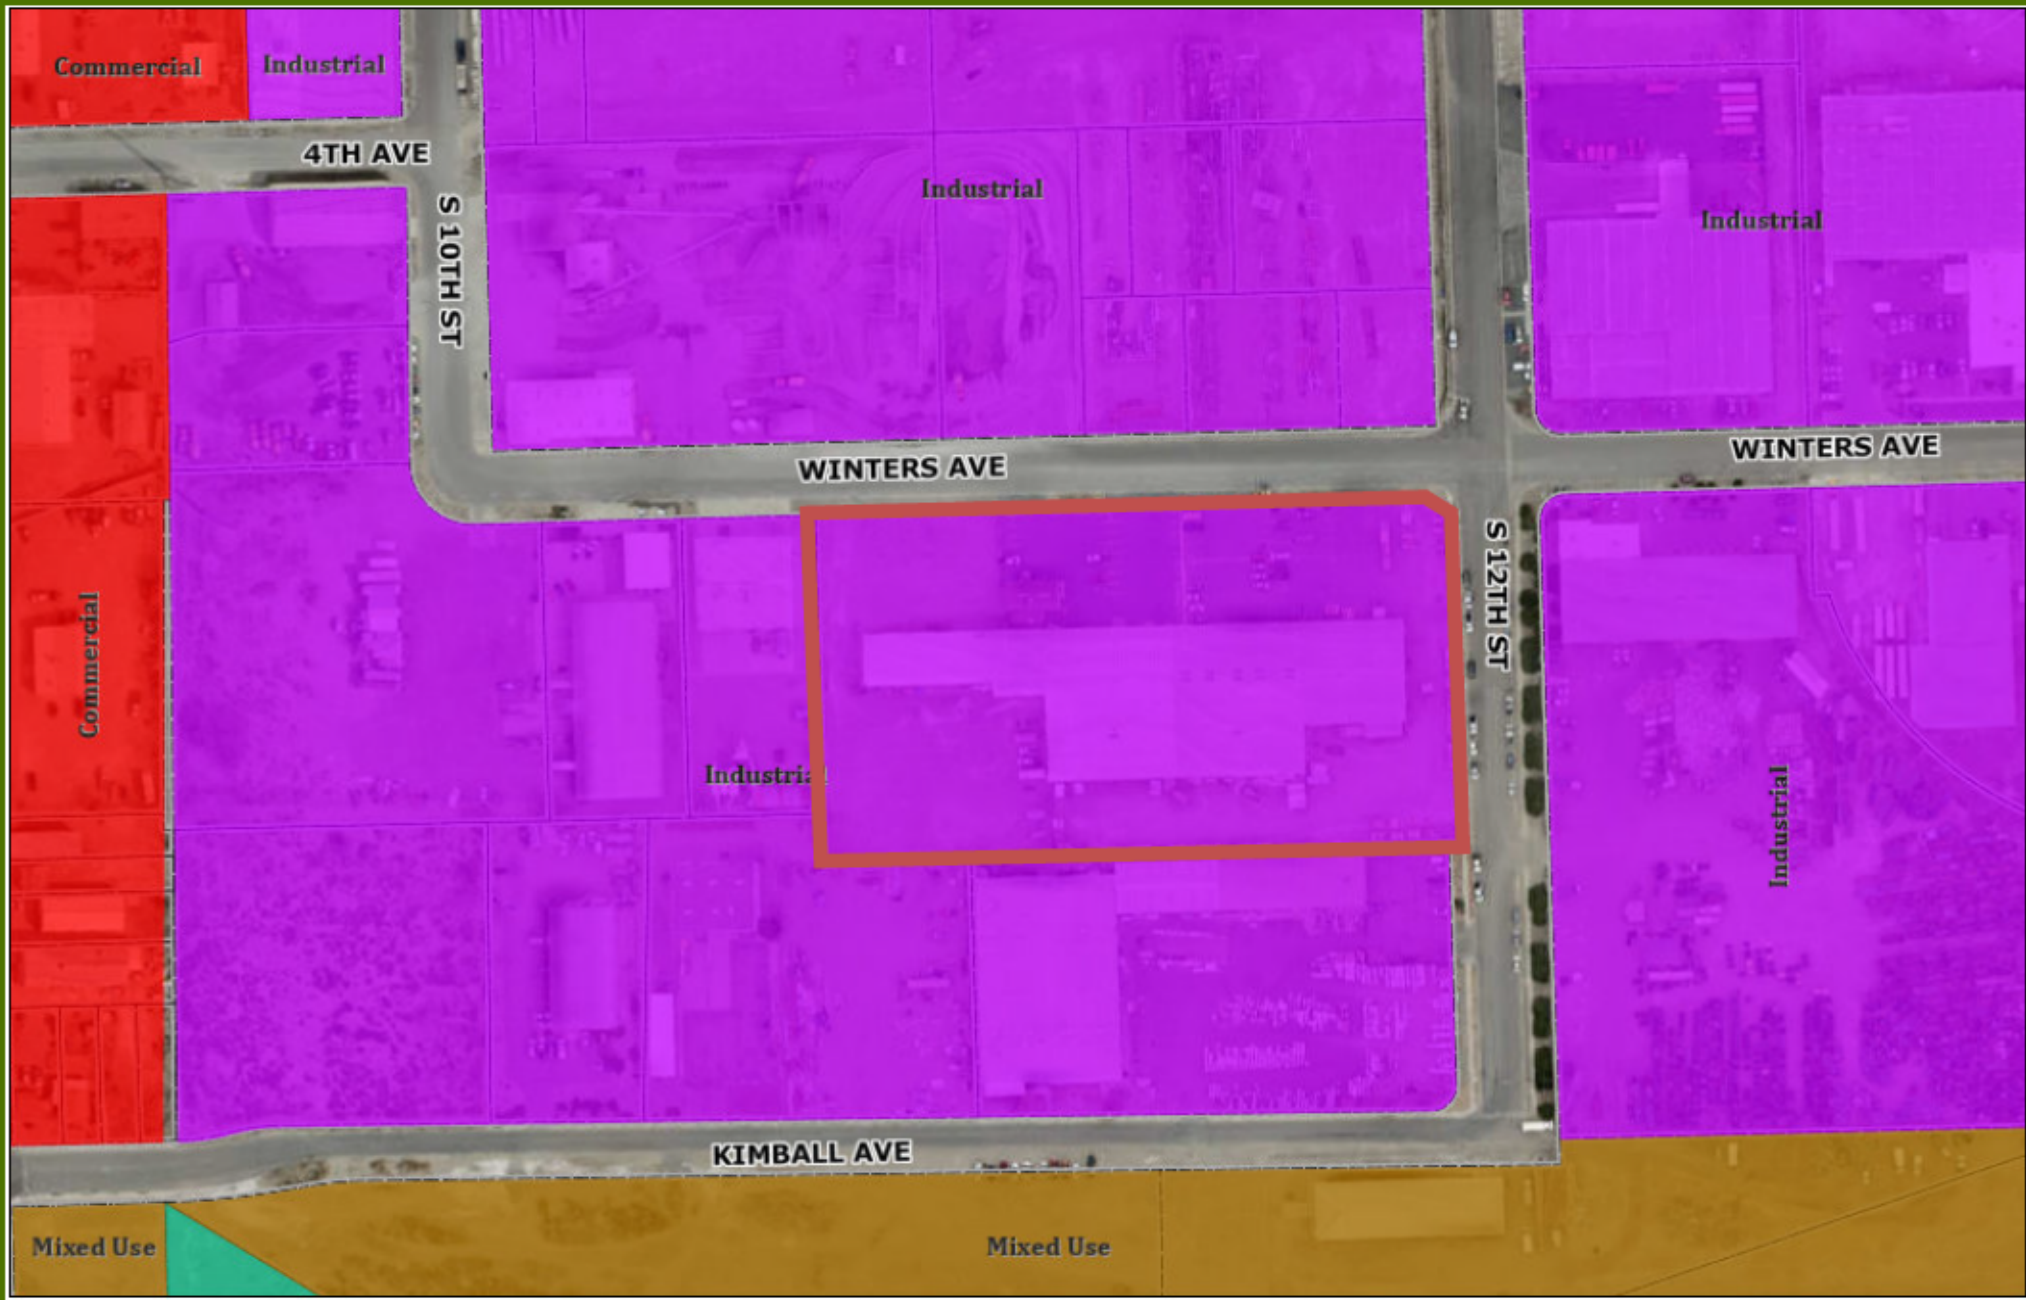 Commercial
Industrial
4TH AVE
S 10TH ST
Industrial
Industrial
WINTERS AVE
WINTERS AVE
S 12TH ST
Commercial
Industrial
Industrial
KIMBALL AVE
Mixed Use
Mixed Use